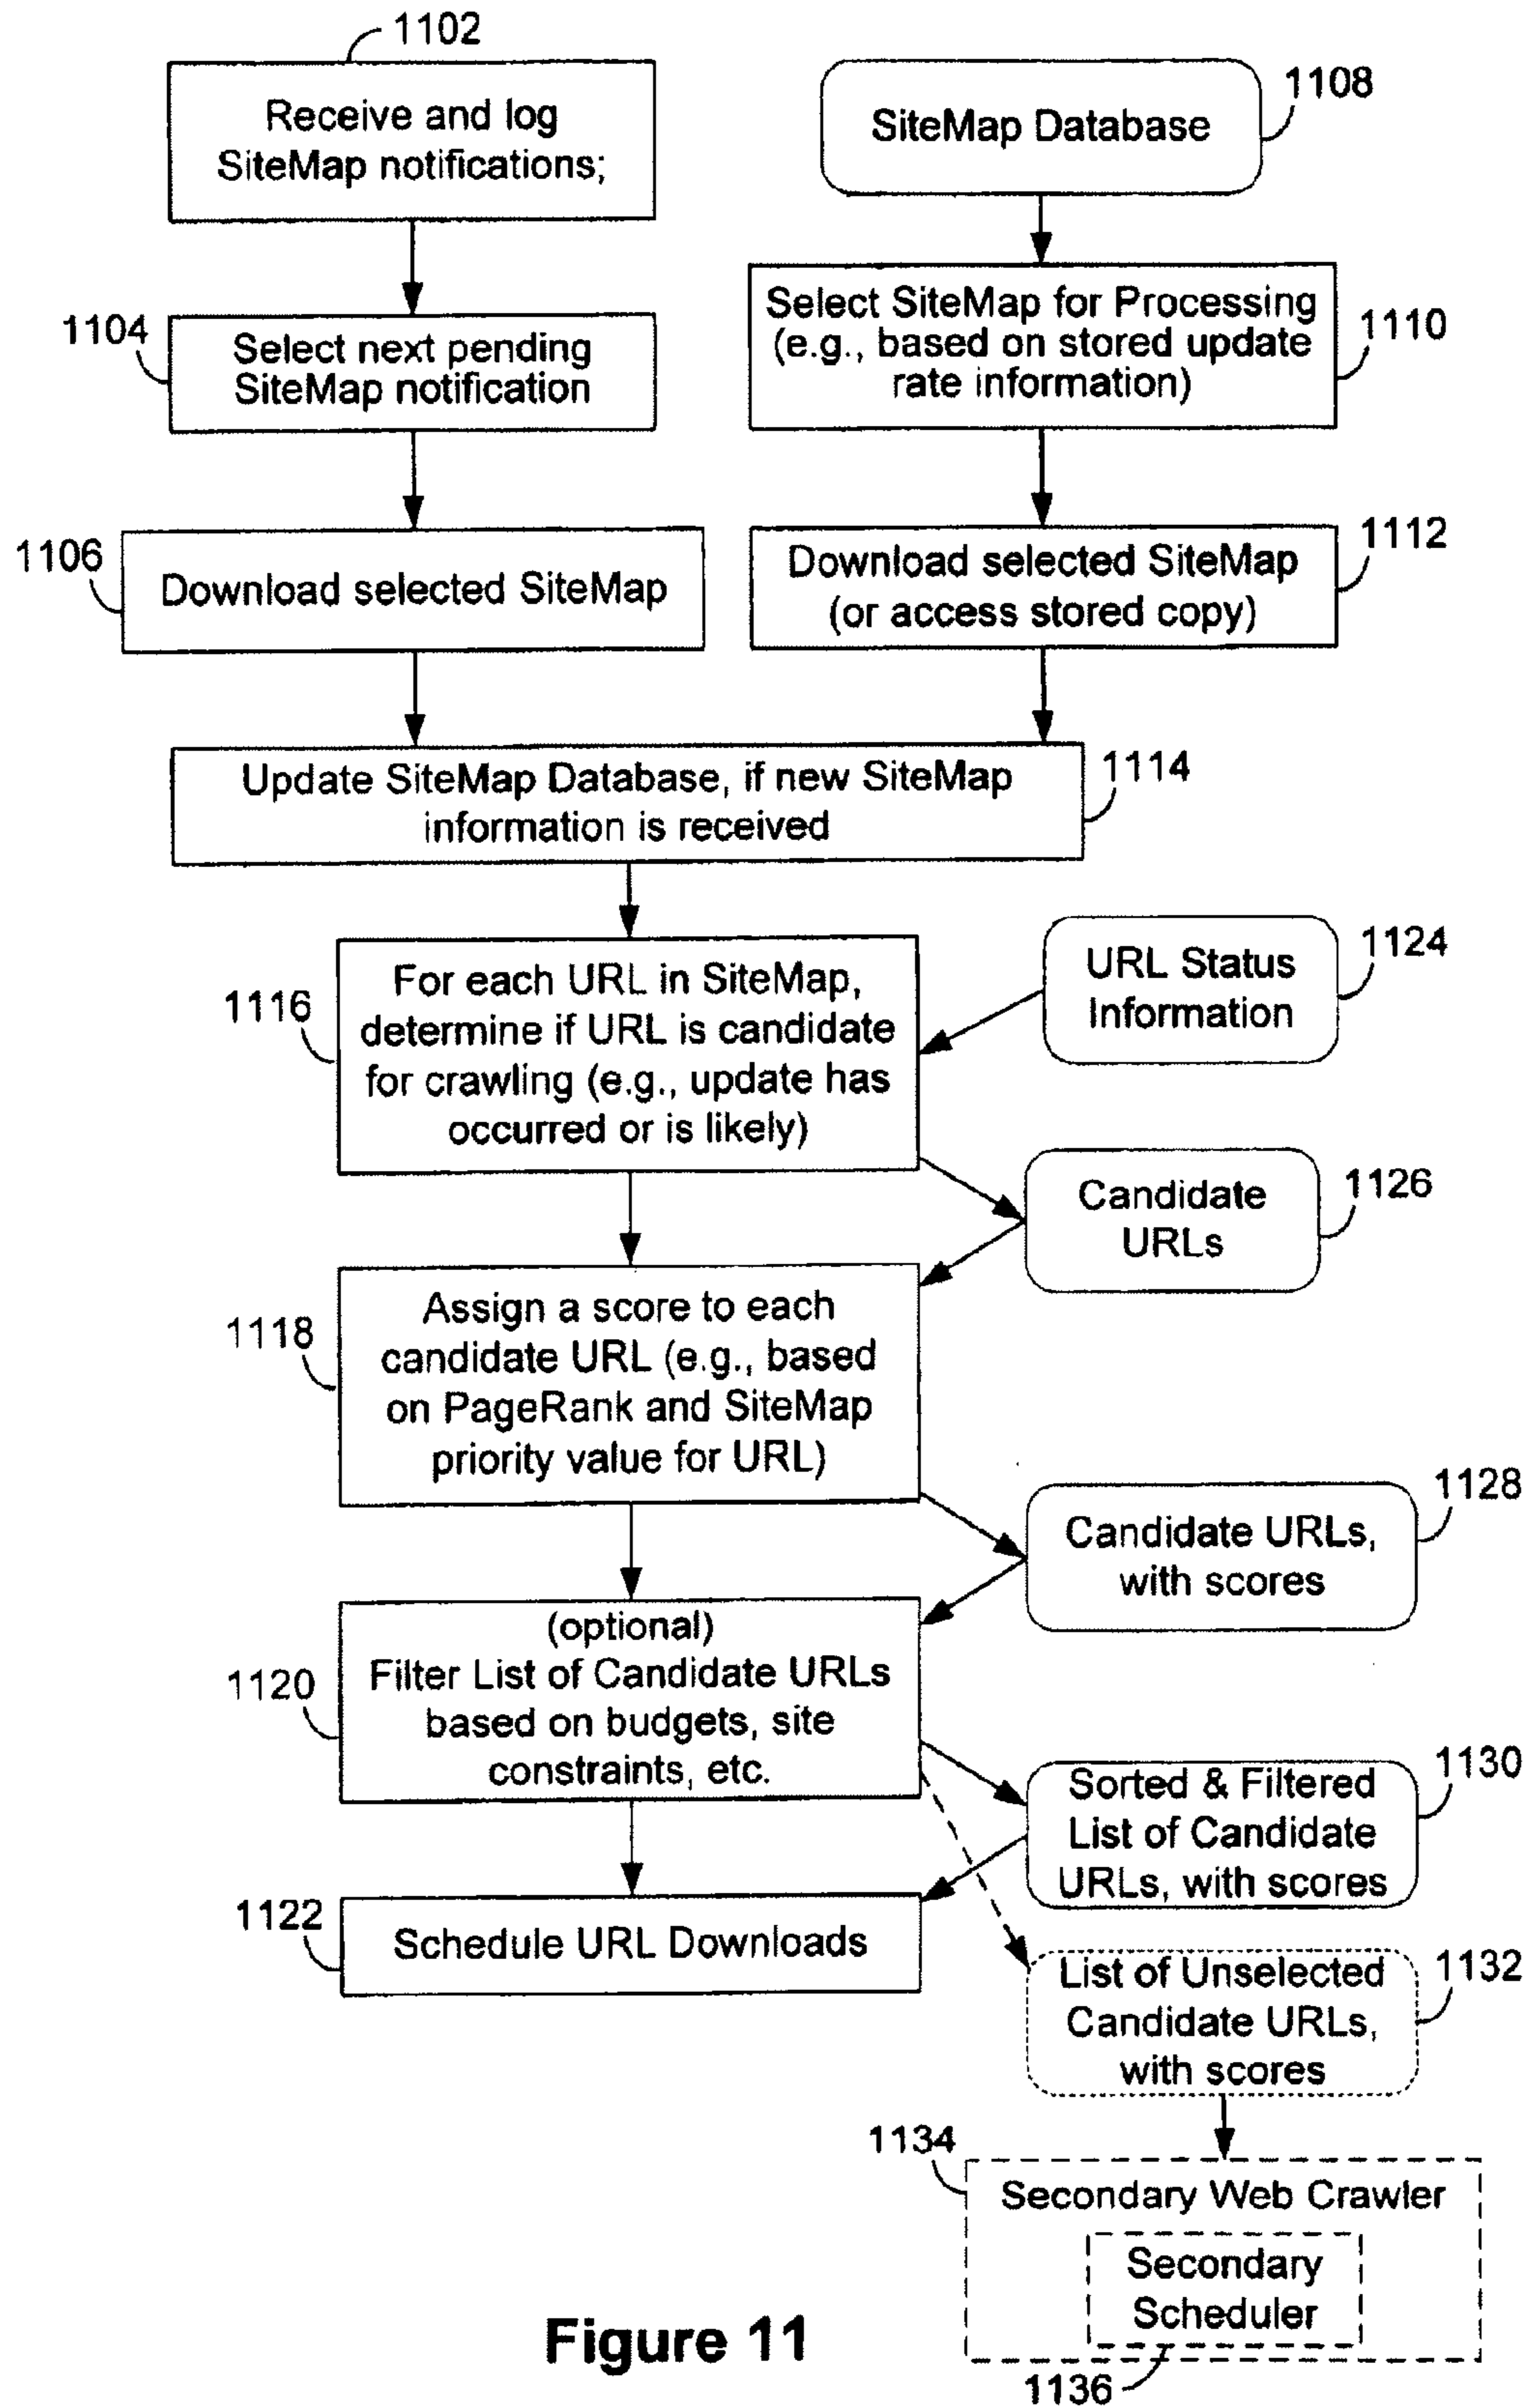 1102
Receive and log
SiteMap notifications;
1108
SiteMap Database
1104
Select next pending
SiteMap notification
1110
Select SiteMap for Processing
(e.g., based on stored update
rate information)
1106
Download selected SiteMap
1112
Download selected SiteMap
(or access stored copy)
1114
Update SiteMap Database, if new SiteMap
information is received
1116
For each URL in SiteMap,
determine if URL is candidate
for crawling (e.g., update has
occurred or is likely)
1124
URL Status
Information
1126
Candidate
URLs
1118
Assign a score to each
candidate URL (e.g., based
on PageRank and SiteMap
priority value for URL)
1128
Candidate URLs,
with scores
1120
(optional)
Filter List of Candidate URLs
based on budgets, site
constraints, etc.
1130
Sorted & Filtered
List of Candidate
URLs, with scores
1122
Schedule URL Downloads
1132
List of Unselected
Candidate URLs,
with scores
1134
Secondary Web Crawler
Secondary
Scheduler
1136
Figure 11